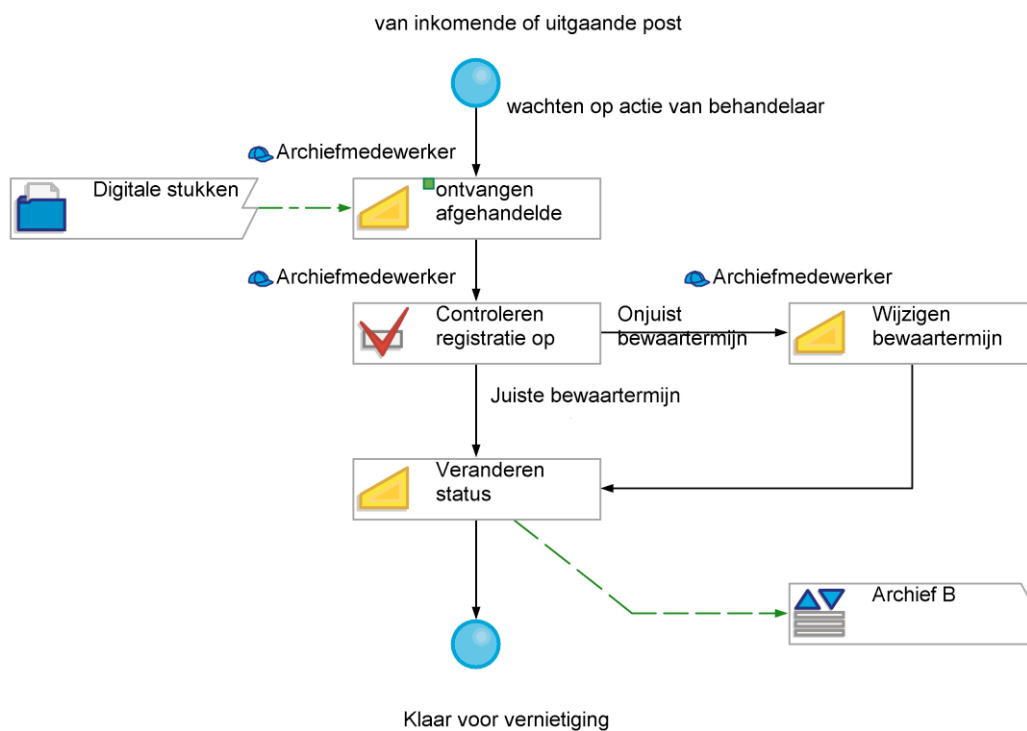 van inkomende of uitgaande post
wachten op actie van behandelaar
Archiefmedewerker
Digitale stukken
ontvangen
afgehandelde
Archiefmedewerker
Archiefmedewerker
Controleren
registratie op
Onjuist
bewaartermijn
Wijzigen
bewaartermijn
Juiste bewaartermijn
Veranderen
status
Archief B
Klaar voor vernietiging